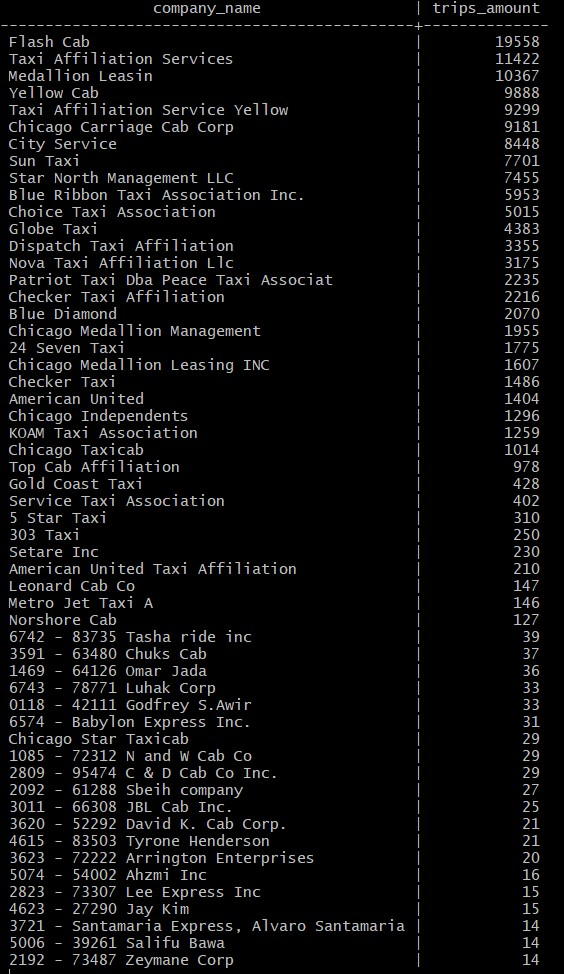 company_name | trips_amount
-----------------------------------------------+--------------
Flash Cab | 19558
Taxi Affiliation Services | 11422
Medallion Leasin | 10367
Yellow Cab | 9888
Taxi Affiliation Service Yellow | 9299
Chicago Carriage Cab Corp | 9181
City Service | 8448
Sun Taxi | 7701
Star North Management LLC | 7455
Blue Ribbon Taxi Association Inc. | 5953
Choice Taxi Association | 5015
Globe Taxi | 4383
Dispatch Taxi Affiliation | 3355
Nova Taxi Affiliation Llc | 3175
Patriot Taxi Dba Peace Taxi Associat | 2235
Checker Taxi Affiliation | 2216
Blue Diamond | 2070
Chicago Medallion Management | 1955
24 Seven Taxi | 1775
Chicago Medallion Leasing INC | 1607
Checker Taxi | 1486
American United | 1404
Chicago Independents | 1296
KOAM Taxi Association | 1259
Chicago Taxicab | 1014
Top Cab Affiliation | 978
Gold Coast Taxi | 428
Service Taxi Association | 402
5 Star Taxi | 310
303 Taxi | 250
Setare Inc | 230
American United Taxi Affiliation | 210
Leonard Cab Co | 147
Metro Jet Taxi A | 146
Norshore Cab | 127
6742 - 83735 Tasha ride inc | 39
3591 - 63480 Chuks Cab | 37
1469 - 64126 Omar Jada | 36
6743 - 78771 Luhak Corp | 33
0118 - 42111 Godfrey S.Awir | 33
6574 - Babylon Express Inc. | 31
Chicago Star Taxicab | 29
1085 - 72312 N and W Cab Co | 29
2809 - 95474 C & D Cab Co Inc. | 29
2092 - 61288 Sbeih company | 27
3011 - 66308 JBL Cab Inc. | 25
3620 - 52292 David K. Cab Corp. | 21
4615 - 83503 Tyrone Henderson | 21
3623 - 72222 Arrington Enterprises | 20
5074 - 54002 Ahzmi Inc | 16
2823 - 73307 Lee Express Inc | 15
4623 - 27290 Jay Kim | 15
3721 - Santamaria Express, Alvaro Santamaria | 14
5006 - 39261 Salifu Bawa | 14
2192 - 73487 Zeymane Corp | 14